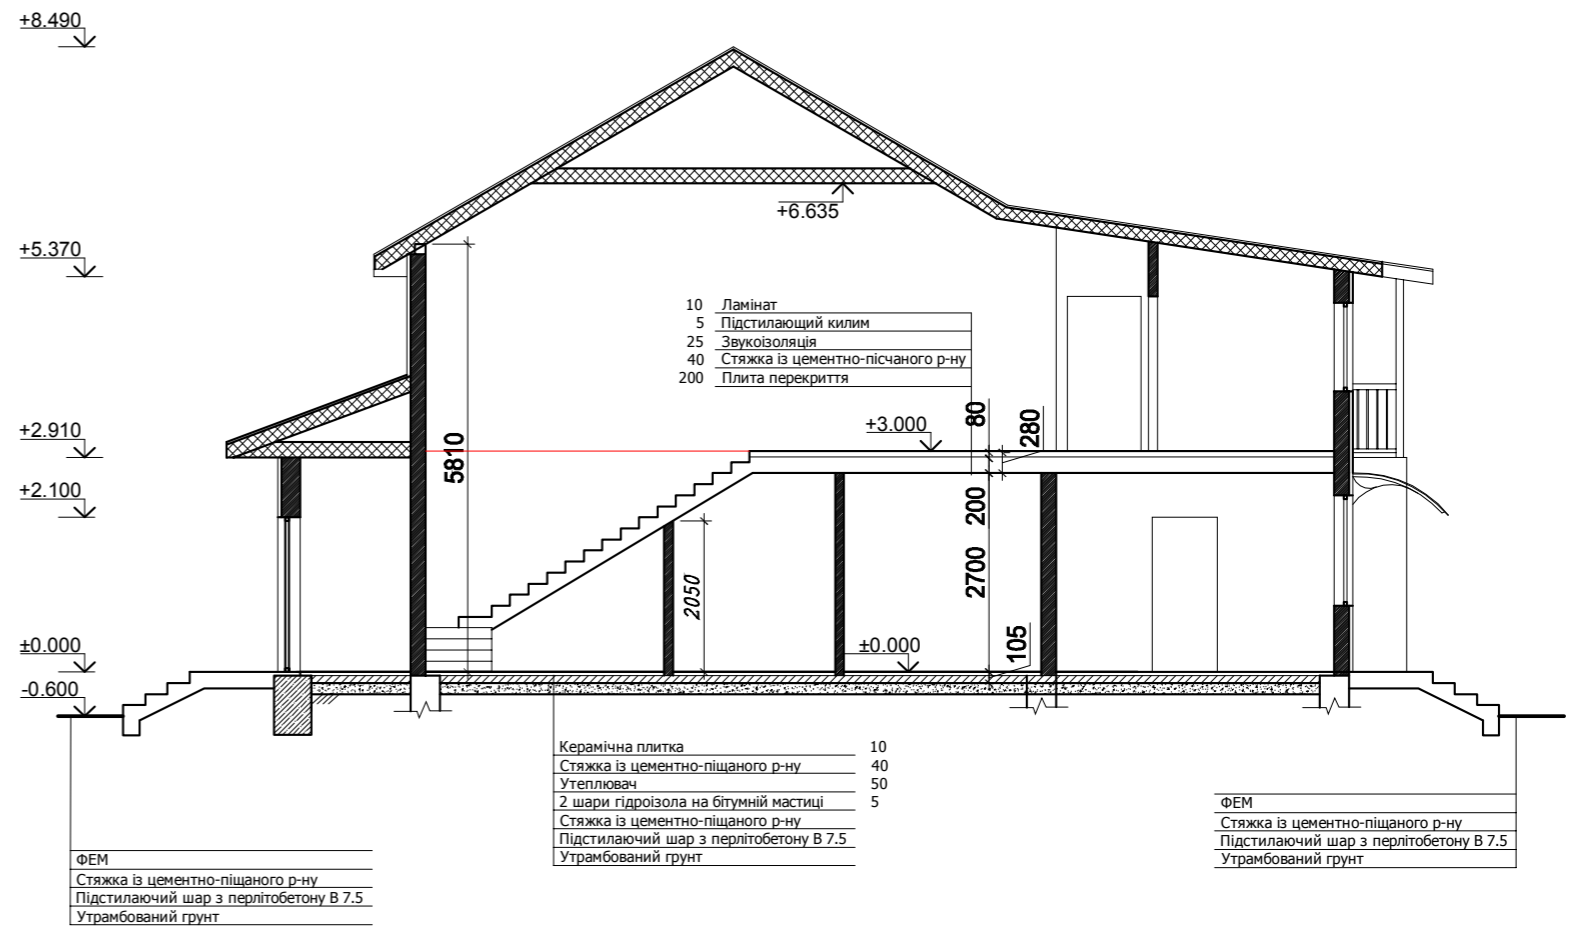 +8.490
+6.635
+5.370
10 Ламінат
5 Підстилающий килим
25 Звукоізоляція
40 Стяжка із цементно-пісчаного р-ну
200 Плита перекриття
+2.910
+3.000
80
280
5810
+2.100
200
2700
2050
105
±0.000
±0.000
-0.600
Керамічна плитка 10
Стяжка із цементно-піщаного р-ну 40
Утеплювач 50
2 шари гідроізола на бітумній мастиці 5
Стяжка із цементно-піщаного р-ну
Підстилаючий шар з перлітобетону В 7.5
Утрамбований грунт
ФЕМ
Стяжка із цементно-піщаного р-ну
Підстилаючий шар з перлітобетону В 7.5
Утрамбований грунт
ФЕМ
Стяжка із цементно-піщаного р-ну
Підстилаючий шар з перлітобетону В 7.5
Утрамбований грунт